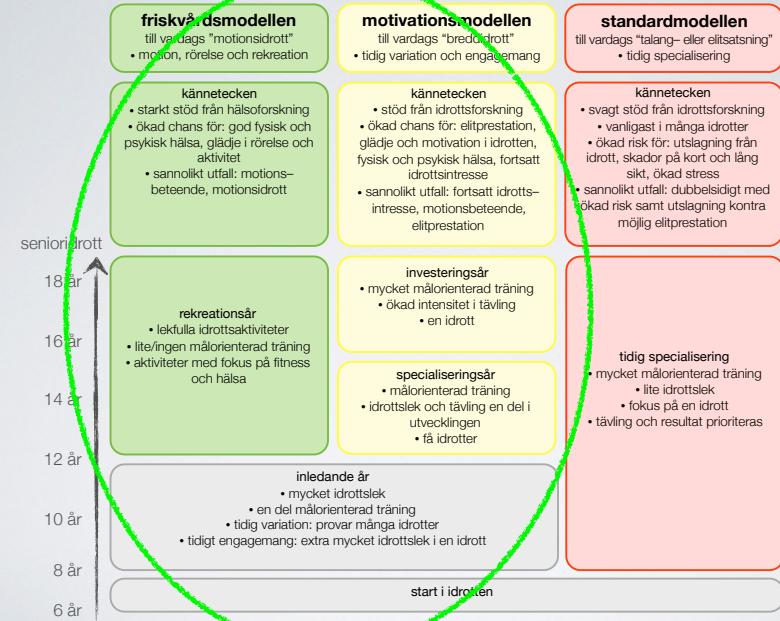 friskvårdsmodellen
till vardags "motionsidrott"
• motion, rörelse och rekreation
motivationsmodellen
till vardags "breddidrott"
• tidig variation och engagemang
standardmodellen
till vardags "talang– eller elitsatsning"
• tidig specialisering
kännetecken
• starkt stöd från hälsoforskning
• ökad chans för: god fysisk och
psykisk hälsa, glädje i rörelse och
aktivitet
• sannolikt utfall: motions–
beteende, motionsidrott
kännetecken
• stöd från idrottsforskning
• ökad chans för: elitprestation,
glädje och motivation i idrotten,
fysisk och psykisk hälsa, fortsatt
idrottsintresse
• sannolikt utfall: fortsatt idrotts–
intresse, motionsbeteende,
elitprestation
kännetecken
• svagt stöd från idrottsforskning
• vanligast i många idrotter
• ökad risk för: utslagning från
idrott, skador på kort och lång
sikt, ökad stress
• sannolikt utfall: dubbelsidigt med
ökad risk samt utslagning kontra
möjlig elitprestation
senioridrott
18 år
16 år
14 år
12 år
10 år
8 år
6 år
rekreationsår
• lekfulla idrottsaktiviteter
• lite/ingen målorienterad träning
• aktiviteter med fokus på fitness
och hälsa
investeringsår
• mycket målorienterad träning
• ökad intensitet i tävling
• en idrott
specialiseringsår
• målorienterad träning
• idrottslek och tävling en del i
utvecklingen
• få idrotter
tidig specialisering
• mycket målorienterad träning
• lite idrottslek
• fokus på en idrott
• tävling och resultat prioriteras
inledande år
• mycket idrottslek
• en del målorienterad träning
• tidig variation: provar många idrotter
• tidigt engagemang: extra mycket idrottslek i en idrott
start i idrotten